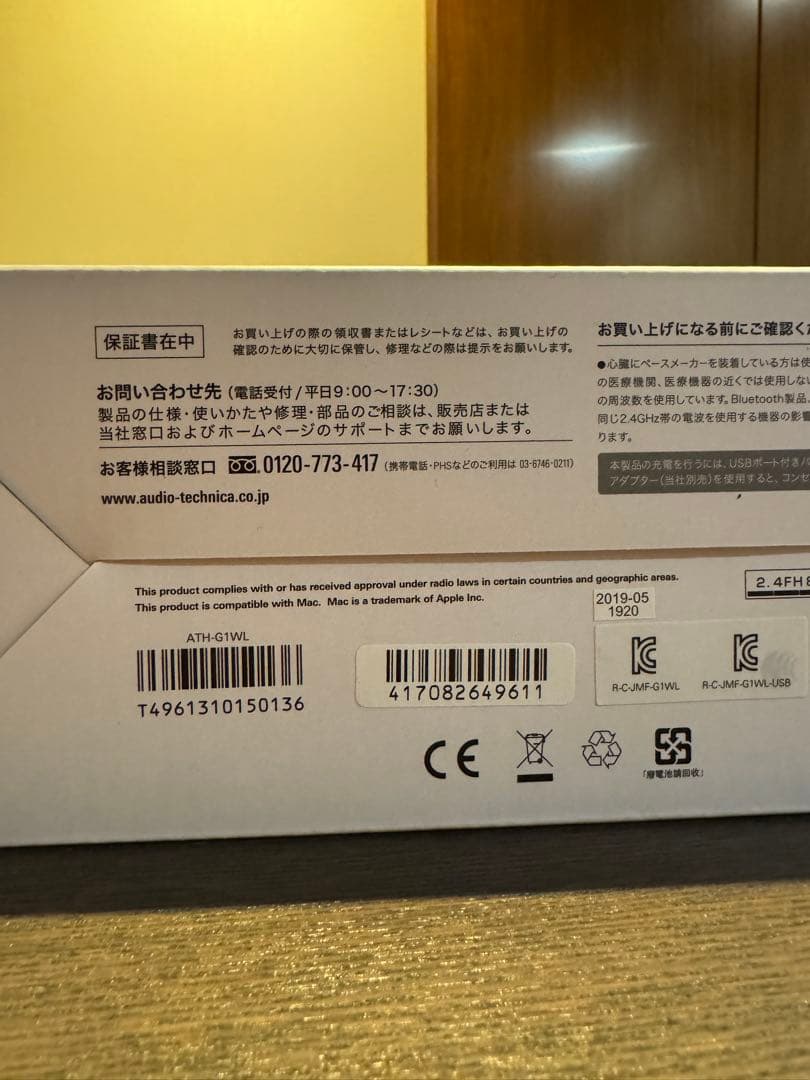 保証書在中
お買い上げの際の領収書またはレシートなどは、お買い上げの
確認のために大切に保管し、修理などの際は提示をお願いします。
お問い合わせ先（電話受付/平日9:00〜17:30）
製品の仕様・使いかたや修理・部品のご相談は、販売店または
当社窓口およびホームページのサポートまでお願いします。
お客様相談窓口 0120-773-417（携帯電話・PHSなどのご利用は 03-6746-0211）
www.audio-technica.co.jp
お買い上げになる前にご確認く
●心臓にペースメーカーを装着している方は使
の医療機関、医療機器の近くでは使用しない
の周波数を使用しています。Bluetooth製品、
同じ2.4GHz帯の電波を使用する機器の影響
ります。
本製品の充電を行うには、USBポート付き
アダプター（当社別売）を使用すると、コンセ
This product complies with or has received approval under radio laws in certain countries and geographic areas.
This product is compatible with Mac. Mac is a trademark of Apple Inc.
2.4FH8
2019-05
1920
ATH-G1WL
T4961310150136
417082649611
R-C-JMF-G1WL
R-C-JMF-G1WL-USB
CE
「廢電池請回收」